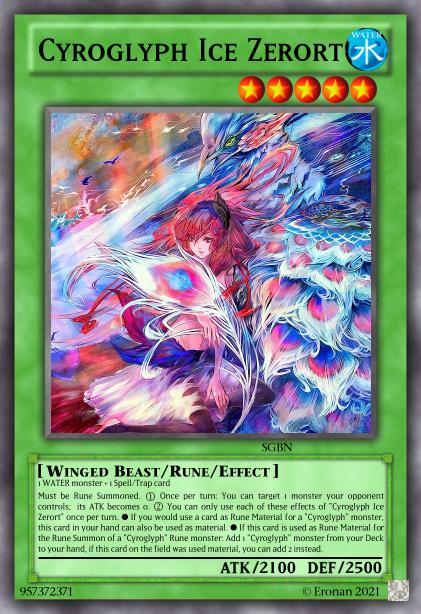 Cyroglyph Ice Zerort
WATER
水
SGBN
[ Winged Beast/Rune/Effect ]
1 WATER monster + 1 Spell/Trap card
Must be Rune Summoned. ① Once per turn: You can target 1 monster your opponent
controls; its ATK becomes 0. ② You can only use each of these effects of "Cyroglyph Ice
Zerort" once per turn. ● If you would use a card as Rune Material for a "Cyroglyph" monster,
this card in your hand can also be used as material. ● If this card is used as Rune Material for
the Rune Summon of a "Cyroglyph" Rune monster: Add 1 "Cyroglyph" monster from your Deck
to your hand, if this card on the field was used material, you can add 2 instead.
ATK/2100 DEF/2500
957372371
© Eronan 2021